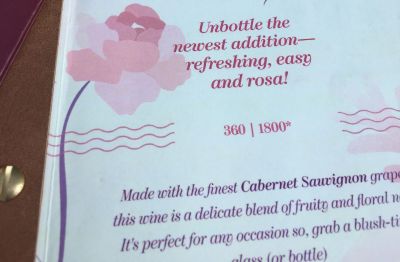 Unbottle the
newest addition—
refreshing, easy
and rosa!
360 | 1800*
Made with the finest Cabernet Sauvignon grape
this wine is a delicate blend of fruity and floral n
It's perfect for any occasion so, grab a blush-ti
glass (or bottle)